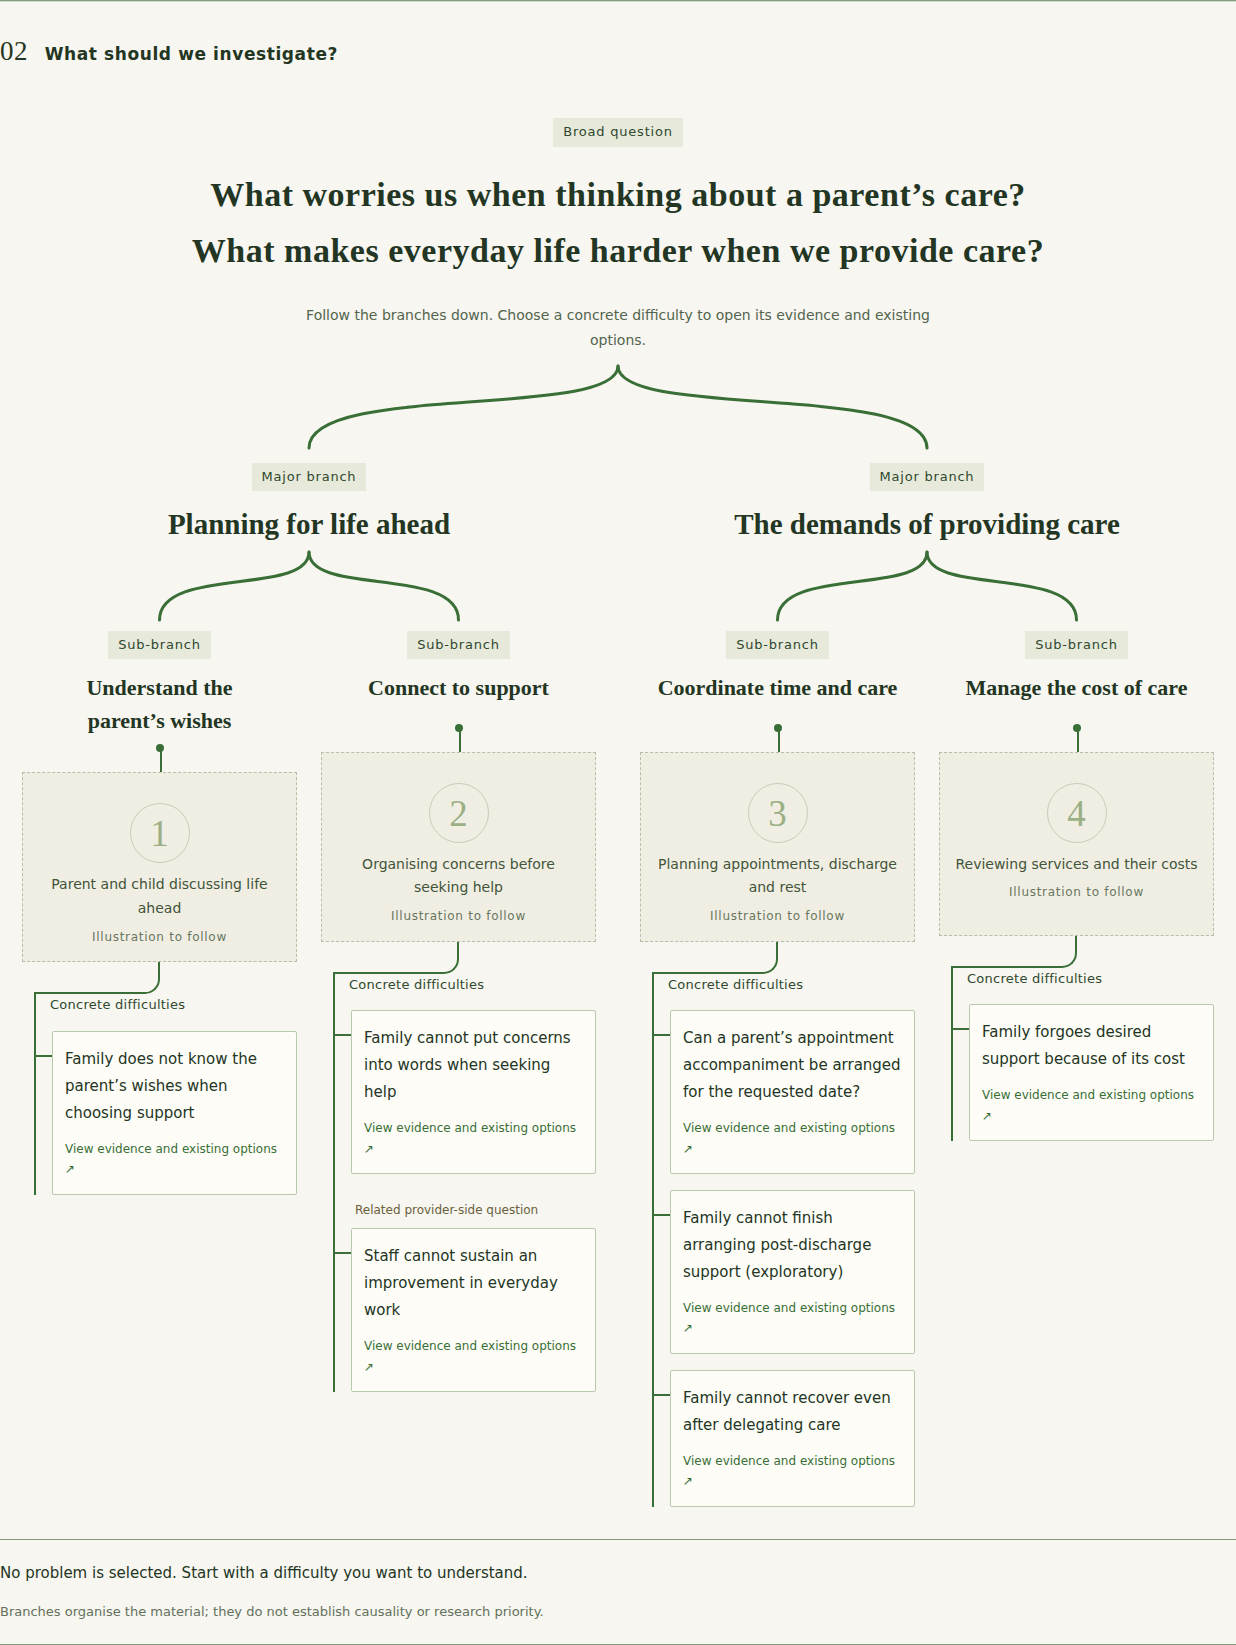 02 What should we investigate?
Broad question
What worries us when thinking about a parent’s care?
What makes everyday life harder when we provide care?
Follow the branches down. Choose a concrete difficulty to open its evidence and existing
options.
Major branch
Planning for life ahead
Major branch
The demands of providing care
Sub-branch
Understand the
parent’s wishes
1
Parent and child discussing life
ahead
Illustration to follow
Concrete difficulties
Family does not know the
parent’s wishes when
choosing support
View evidence and existing options
↗
Sub-branch
Connect to support
2
Organising concerns before
seeking help
Illustration to follow
Concrete difficulties
Family cannot put concerns
into words when seeking
help
View evidence and existing options
↗
Related provider-side question
Staff cannot sustain an
improvement in everyday
work
View evidence and existing options
↗
Sub-branch
Coordinate time and care
3
Planning appointments, discharge
and rest
Illustration to follow
Concrete difficulties
Can a parent’s appointment
accompaniment be arranged
for the requested date?
View evidence and existing options
↗
Family cannot finish
arranging post-discharge
support (exploratory)
View evidence and existing options
↗
Family cannot recover even
after delegating care
View evidence and existing options
↗
Sub-branch
Manage the cost of care
4
Reviewing services and their costs
Illustration to follow
Concrete difficulties
Family forgoes desired
support because of its cost
View evidence and existing options
↗
No problem is selected. Start with a difficulty you want to understand.
Branches organise the material; they do not establish causality or research priority.